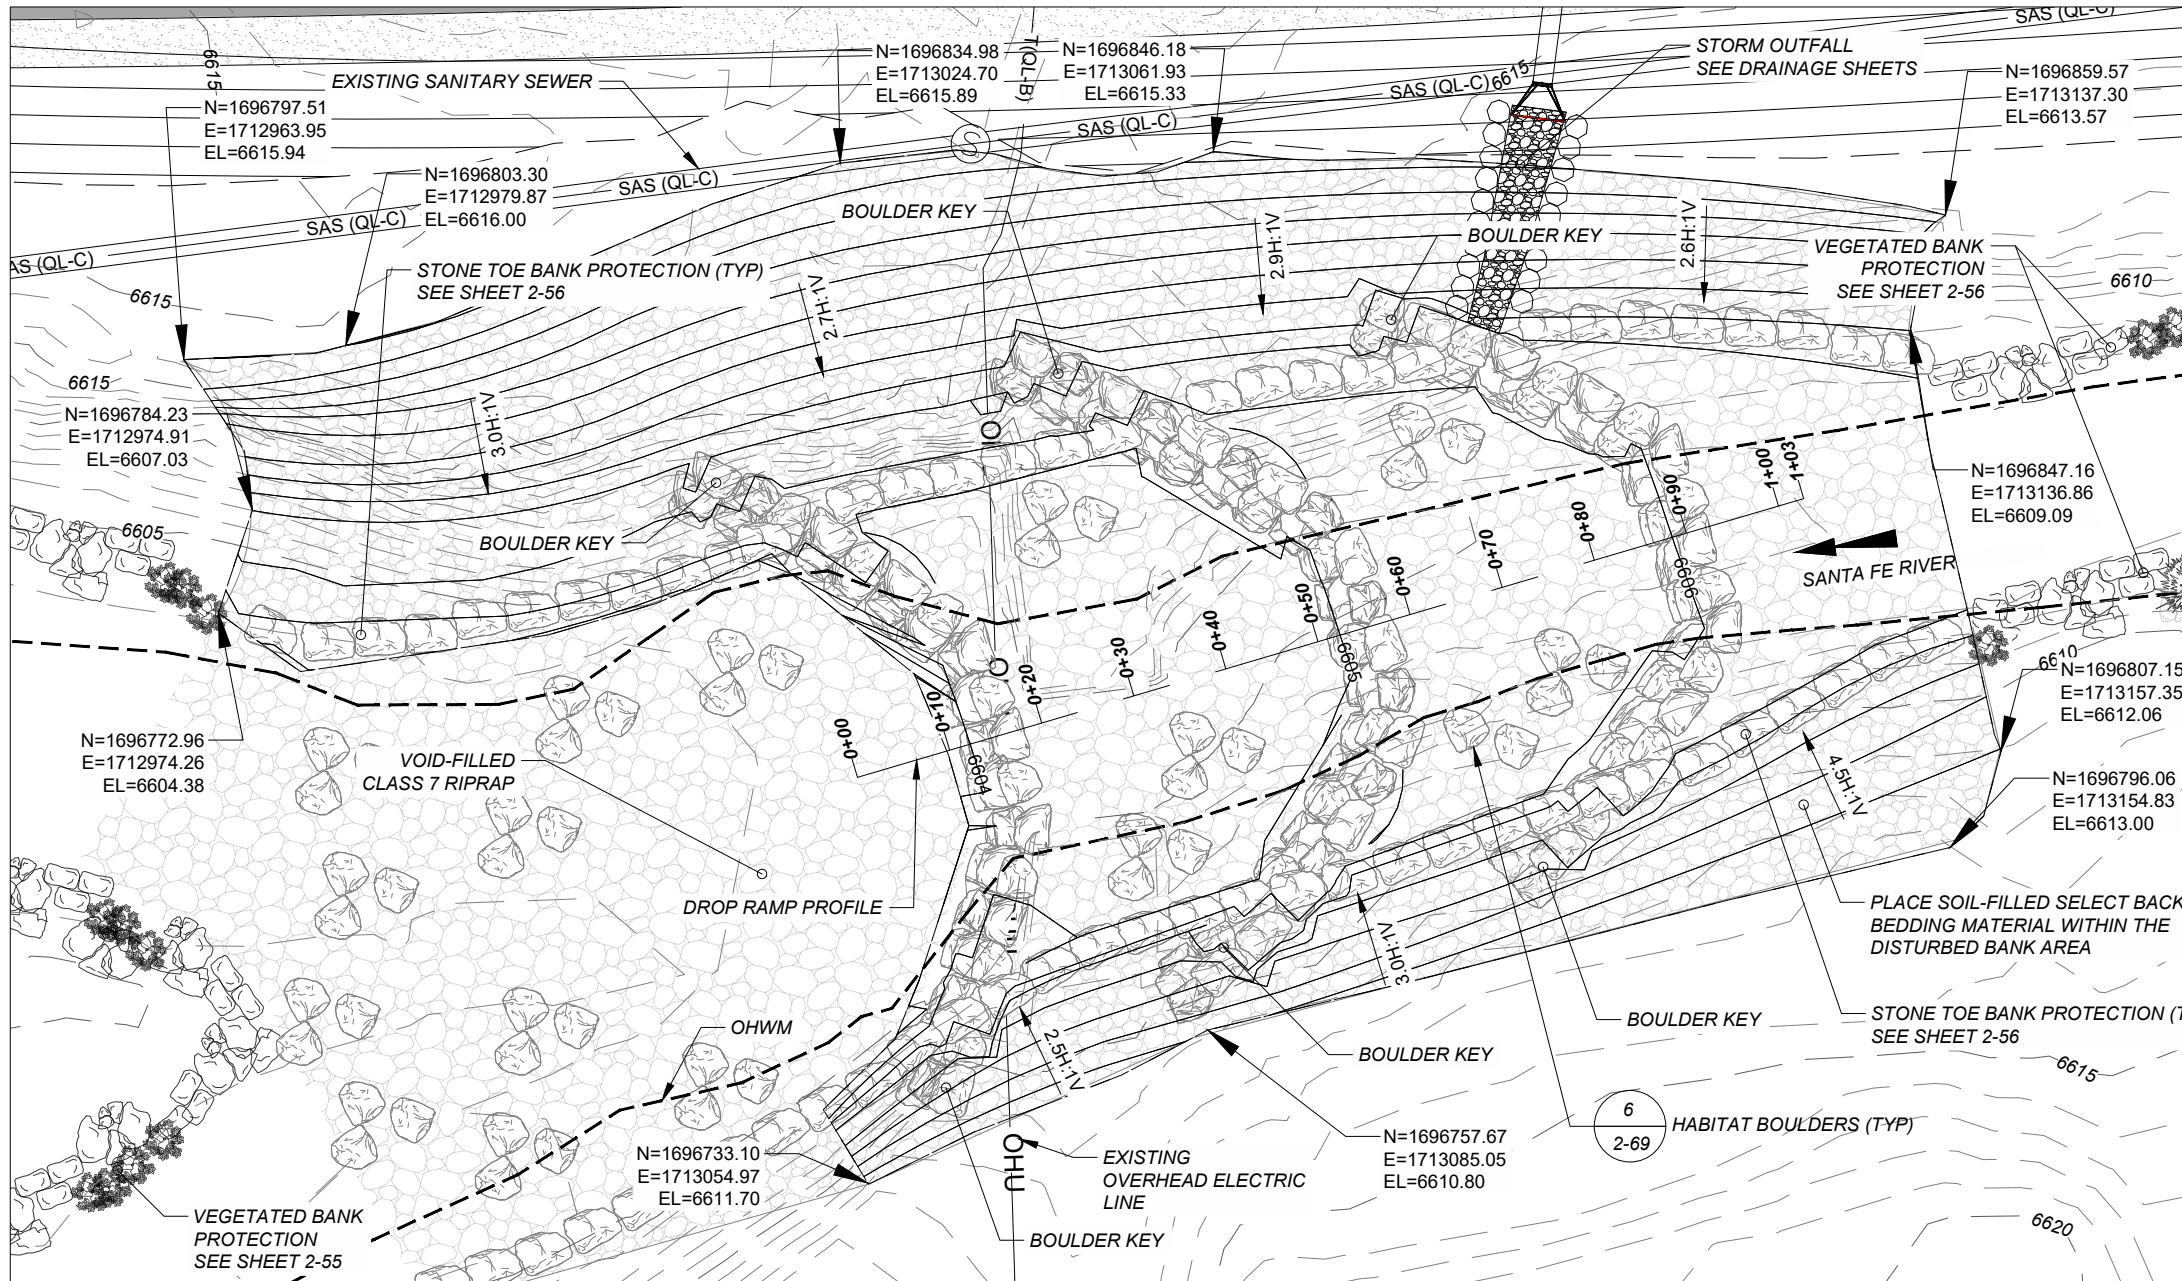 SAS (QL-C)
6615
T(QL-B)
N=1696834.98
E=1713024.70
EL=6615.89
N=1696846.18
E=1713061.93
EL=6615.33
STORM OUTFALL
SEE DRAINAGE SHEETS
N=1696859.57
E=1713137.30
EL=6613.57
EXISTING SANITARY SEWER
SAS (QL-C)
6615
N=1696797.51
E=1712963.95
EL=6615.94
SAS (QL-C)
N=1696803.30
E=1712979.87
EL=6616.00
SAS (QL-C)
SAS (QL-C)
AS (QL-C)
BOULDER KEY
BOULDER KEY
2.9H:1V
2.6H:1V
VEGETATED BANK
PROTECTION
SEE SHEET 2-56
6610
STONE TOE BANK PROTECTION (TYP)
SEE SHEET 2-56
6615
2.7H:1V
6615
N=1696784.23
E=1712974.91
EL=6607.03
3.0H:1V
6605
BOULDER KEY
1+03
1+00
0+90
0+80
0+70
0+60
0+50
0+40
0+30
0+20
0+10
0+00
N=1696847.16
E=1713136.86
EL=6609.09
SANTA FE RIVER
6606
6605
6604
6610
N=1696807.15
E=1713157.35
EL=6612.06
N=1696772.96
E=1712974.26
EL=6604.38
VOID-FILLED
CLASS 7 RIPRAP
4.5H:1V
N=1696796.06
E=1713154.83
EL=6613.00
DROP RAMP PROFILE
PLACE SOIL-FILLED SELECT BACK
BEDDING MATERIAL WITHIN THE
DISTURBED BANK AREA
3.0H:1V
OHWM
BOULDER KEY
STONE TOE BANK PROTECTION (T
SEE SHEET 2-56
2.5H:1V
BOULDER KEY
6615
6
2-69
HABITAT BOULDERS (TYP)
N=1696733.10
E=1713054.97
EL=6611.70
OHU
EXISTING
OVERHEAD ELECTRIC
LINE
N=1696757.67
E=1713085.05
EL=6610.80
VEGETATED BANK
PROTECTION
SEE SHEET 2-55
BOULDER KEY
6620
S